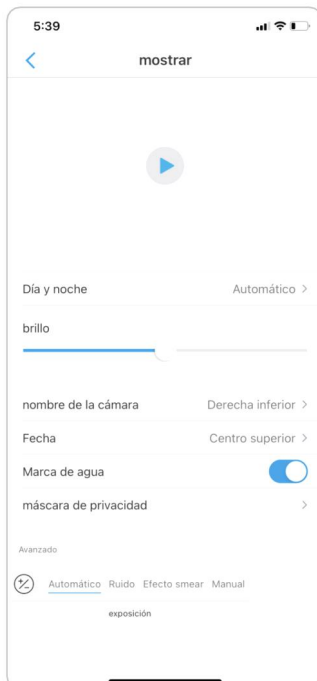 5:39
mostrar
Día y noche Automático >
brillo
nombre de la cámara Derecha inferior >
Fecha Centro superior >
Marca de agua
máscara de privacidad >
Avanzado
Automático Ruido Efecto smear Manual
exposición